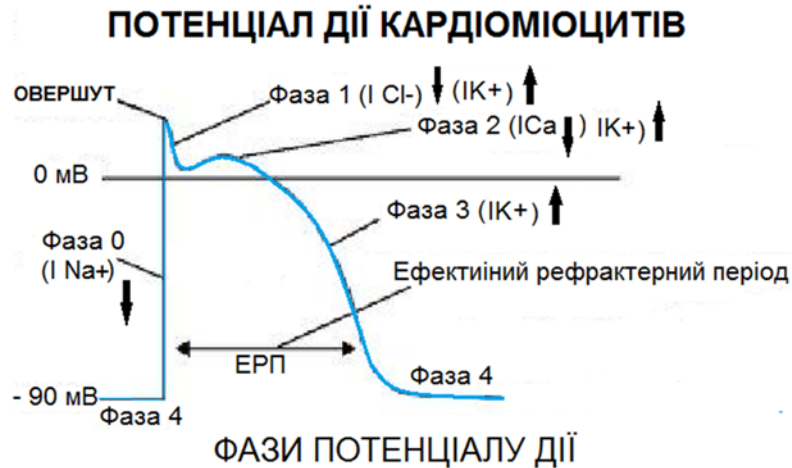 ПОТЕНЦІАЛ ДІЇ КАРДІОМІОЦИТІВ
ОВЕРШУТ
Фаза 1 (I Cl-) (IK+)
Фаза 2 (ICa ) IK+)
0 мВ
Фаза 3 (IK+)
Фаза 0
(I Na+)
Ефектиіний рефрактерний період
ЕРП
Фаза 4
- 90 мВ
Фаза 4
ФАЗИ ПОТЕНЦІАЛУ ДІЇ